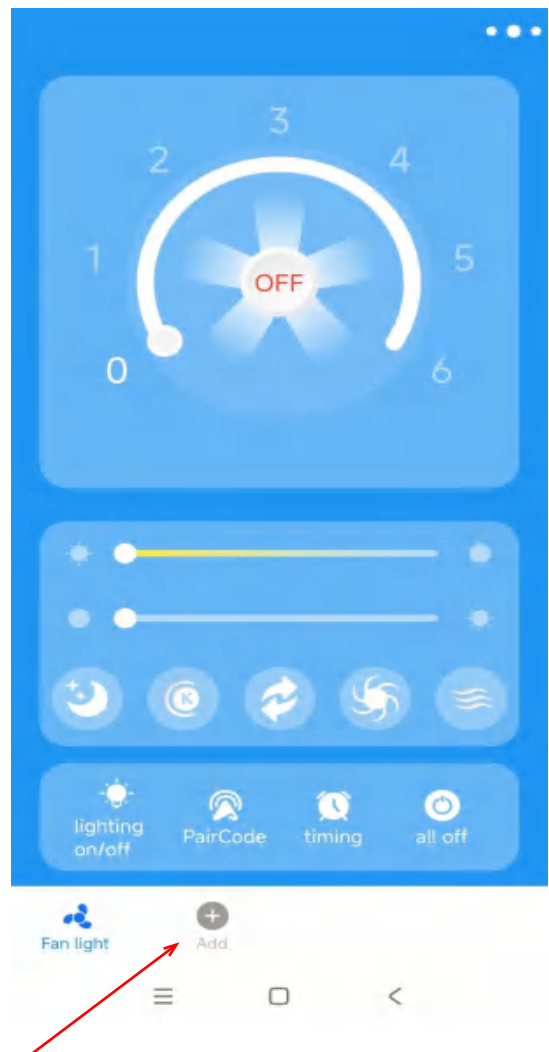 3
2
4
1
5
OFF
0
6
K
lighting
on/off
PairCode
timing
all off
Fan light
Add